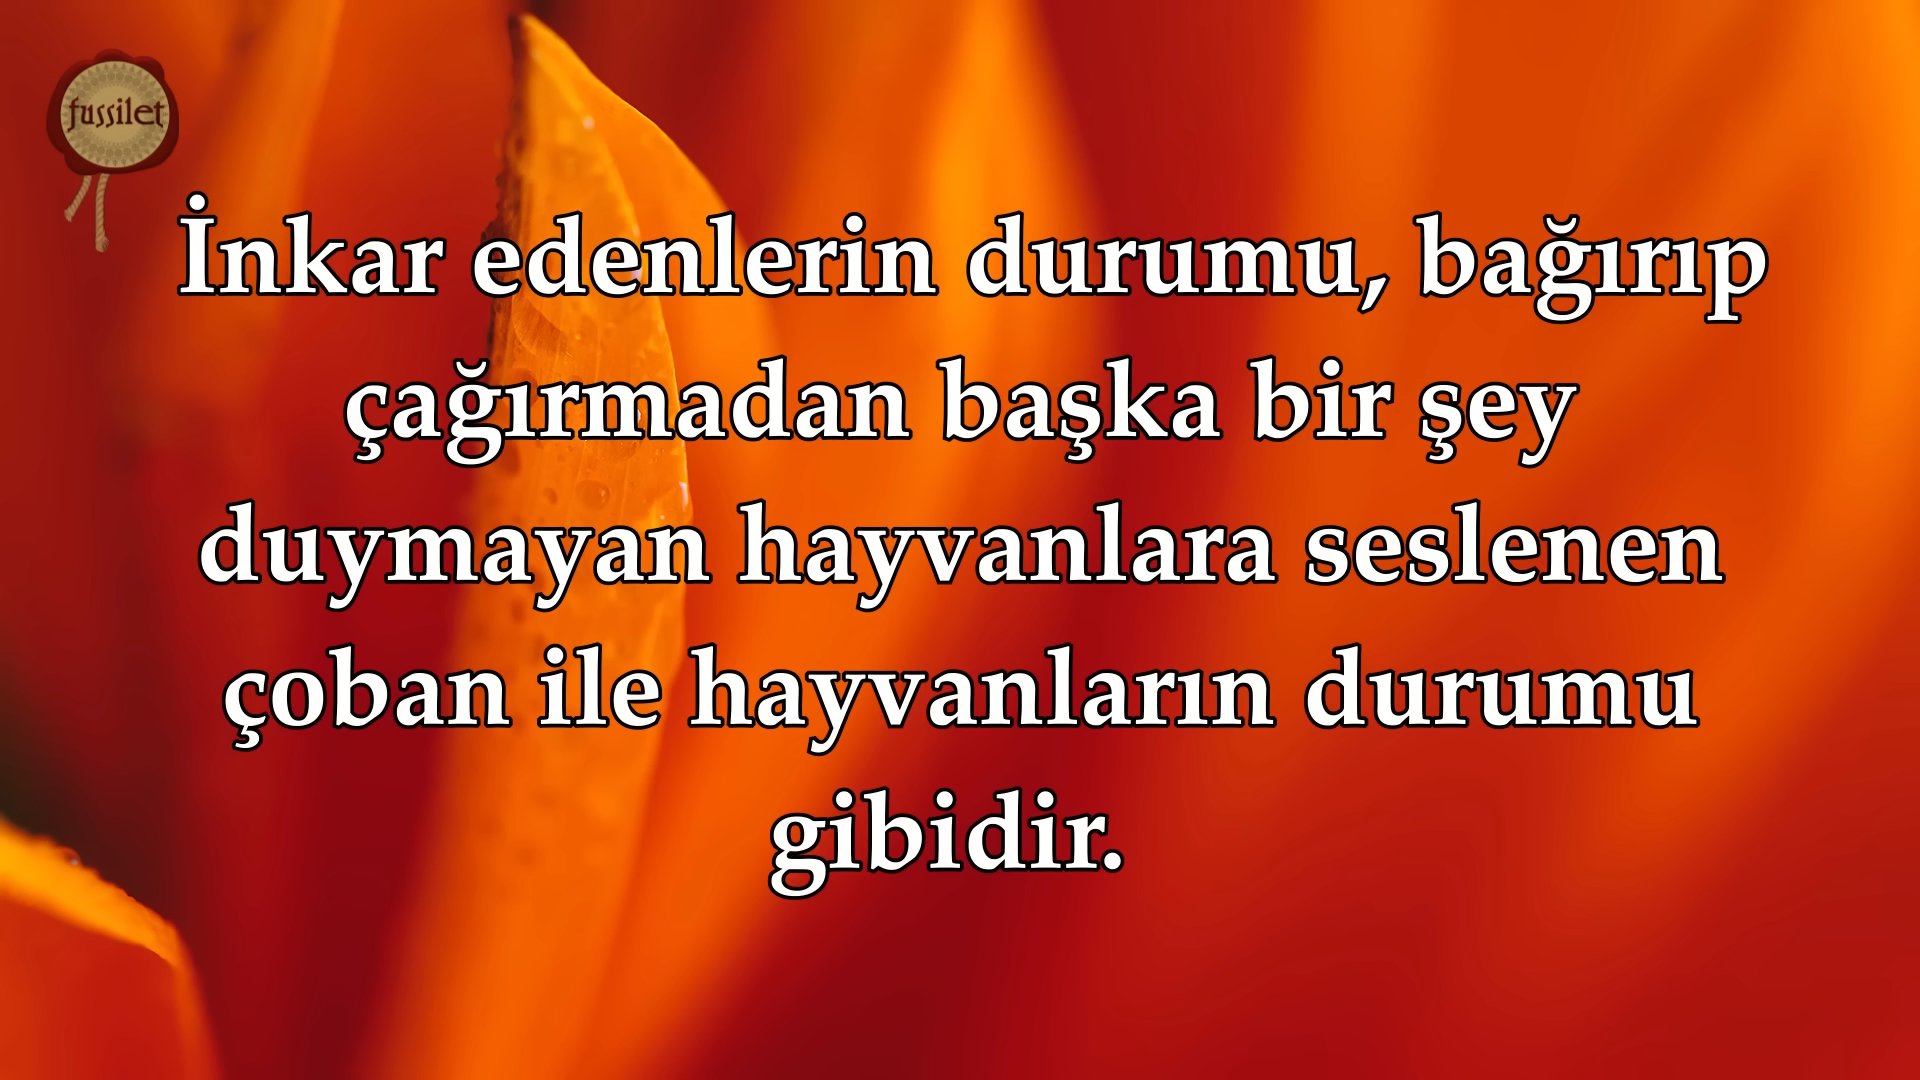 fussilet
İnkar edenlerin durumu, bağırıp
çağırmadan başka bir şey
duymayan hayvanlara seslenen
çoban ile hayvanların durumu
gibidir.